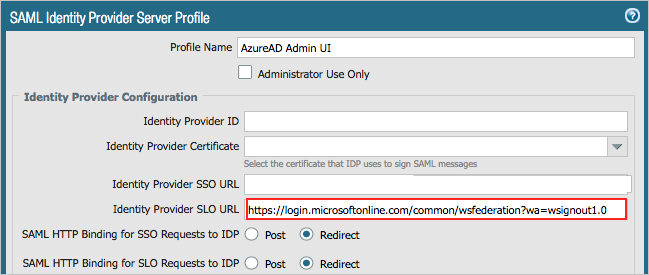 SAML Identity Provider Server Profile
Profile Name AzureAD Admin UI
Administrator Use Only
Identity Provider Configuration
Identity Provider ID
Identity Provider Certificate
Select the certificate that IDP uses to sign SAML messages
Identity Provider SSO URL
Identity Provider SLO URL https://login.microsoftonline.com/common/wsfederation?wa=wsignout1.0
SAML HTTP Binding for SSO Requests to IDP Post Redirect
SAML HTTP Binding for SLO Requests to IDP Post Redirect